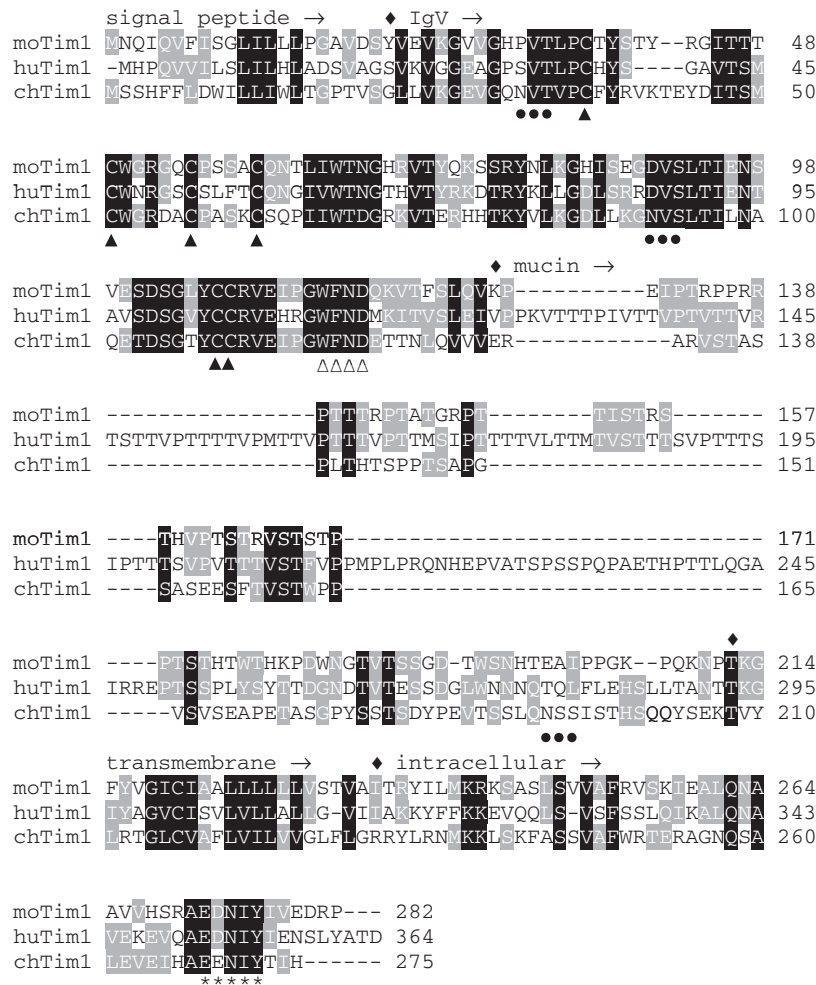 signal peptide → ♦ IgV →
moTim1 MNQIQVFISGLILLLPGAVDSYVEVKGVVGHPVTLPCTYSTY--RGITTT 48
huTim1 -MHPQVVILSLILHLADSVAGSVKVGGEAGPSVTLPCHYS----GAVTSM 45
chTim1 MSSHFFLDWILLIWLTGPTVSGLLVKGEVGQNVTVPCFYRVKTEYDITSM 50
●●● ▲
moTim1 CWGRGQCPSSACQNTLIWTNGHRVTYQKSSRYNLKGHISEGDVSLTIENS 98
huTim1 CWNRGSCSLFTCQNGIVWTNGTHVTYRKDTRYKLLGDLSRRDVSLTIENT 95
chTim1 CWGRDACPASKCSQPIIWTDGRKVTERHHTKYVLKGDLLKGNVSLTILNA 100
▲ ▲ ▲ ●●●
♦ mucin →
moTim1 VESDSGLYCCRVEIPGWFNDQKVTFSLQVKP----------EIPTRPPRR 138
huTim1 AVSDSGVYCCRVEHRGWFNDMKITVSLEIVPPKVTTTPIVTTVPTVTTVR 145
chTim1 QETDSGTYCCRVEIPGWFNDETTNLQVVVER-----------ARVSTAS 138
▲▲ △△△△
moTim1 ----------------PTTTRPTATGRPT--------TISTRS------- 157
huTim1 TSTTVPTTTTVPMTTVPTTTVPTTMSIPTTTTVLTTMTVSTTTSVPTTTS 195
chTim1 ----------------PLTHTSPPTSAPG--------------------- 151
moTim1 ----THVPTSTRVSTSTP-------------------------------- 171
huTim1 IPTTTSVPVTTTVSTFVPPMPLPRQNHEPVATSPSSPQPAETHPTTLQGA 245
chTim1 ----SASEESFTVSTWPP-------------------------------- 165
♦
moTim1 ----PTSTHTWTHKPDWNGTVTSSGD-TWSNHTEAIPPGK--PQKNPTKG 214
huTim1 IRREPTSSPLYSYTTDGNDTVTESSDGLWNNNQTQLFLEHSLLTANTTKG 295
chTim1 -----VSVSEAPETASGPYSSTSDYPEVTSSLQNSSISTHSQQYSEKTVY 210
●●●
transmembrane → ♦ intracellular →
moTim1 FYVGICIAALLLLLLVSTVAITRYILMKRKSASLSVVAFRVSKIEALQNA 264
huTim1 IYAGVCISVLVLLALLG-VIIAKKYFFKKEVQQLS-VSFSSLQIKALQNA 343
chTim1 LRTGLCVAFLVILVVGLFLGRRYLRNMKKLSKFASSVAFWRTERAGNQSA 260
moTim1 AVVHSRAEDNIYIVEDRP--- 282
huTim1 VEKEVQAEDNIYIENSLYATD 364
chTim1 LEVEIHAEENIYTIH------ 275
*****